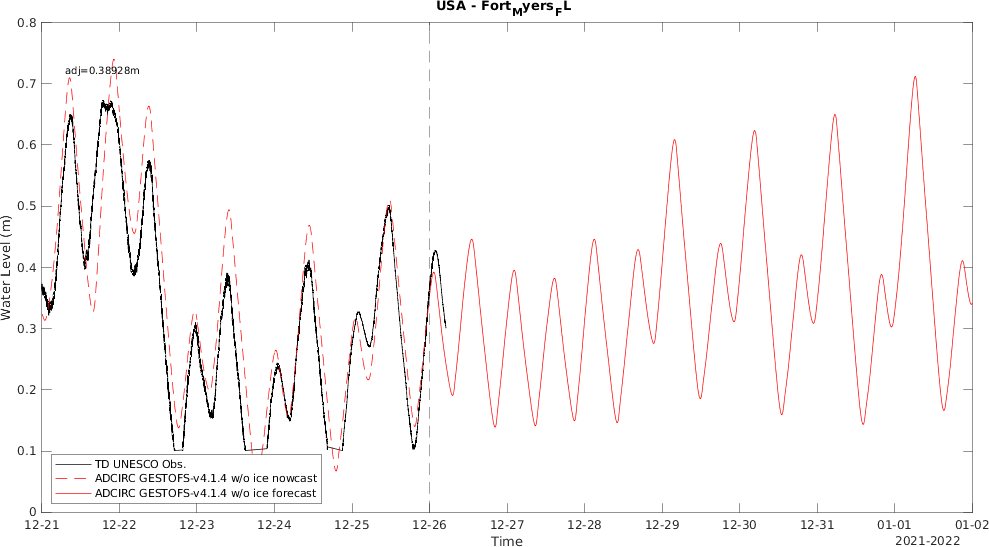 USA - Fort_Myers_FL
0.8
0.7
0.6
0.5
0.4
0.3
0.2
0.1
0
Water Level (m)
adj=0.38928m
TD UNESCO Obs.
ADCIRC GESTOFS-v4.1.4 w/o ice nowcast
ADCIRC GESTOFS-v4.1.4 w/o ice forecast
12-21 12-22 12-23 12-24 12-25 12-26 12-27 12-28 12-29 12-30 12-31 01-01 01-02
Time
2021-2022